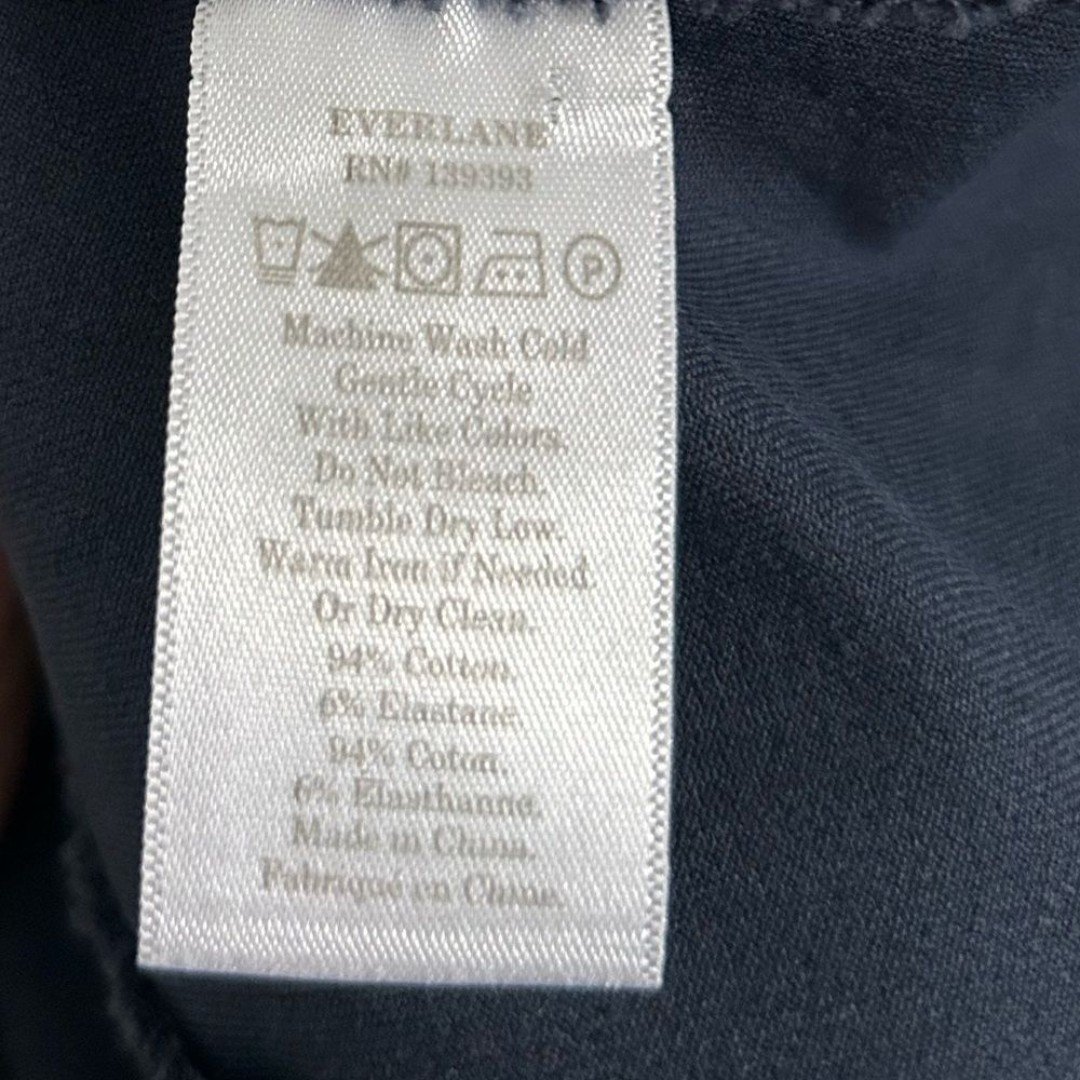 EVERLANE
RN# 139393
P
Machine Wash Cold
Gentle Cycle
With Like Colors.
Do Not Bleach.
Tumble Dry Low.
Warm Iron if Needed.
Or Dry Clean.
94% Cotton.
6% Elastane.
94% Coton.
6% Elasthanne.
Made in China.
Fabriqué en Chine.